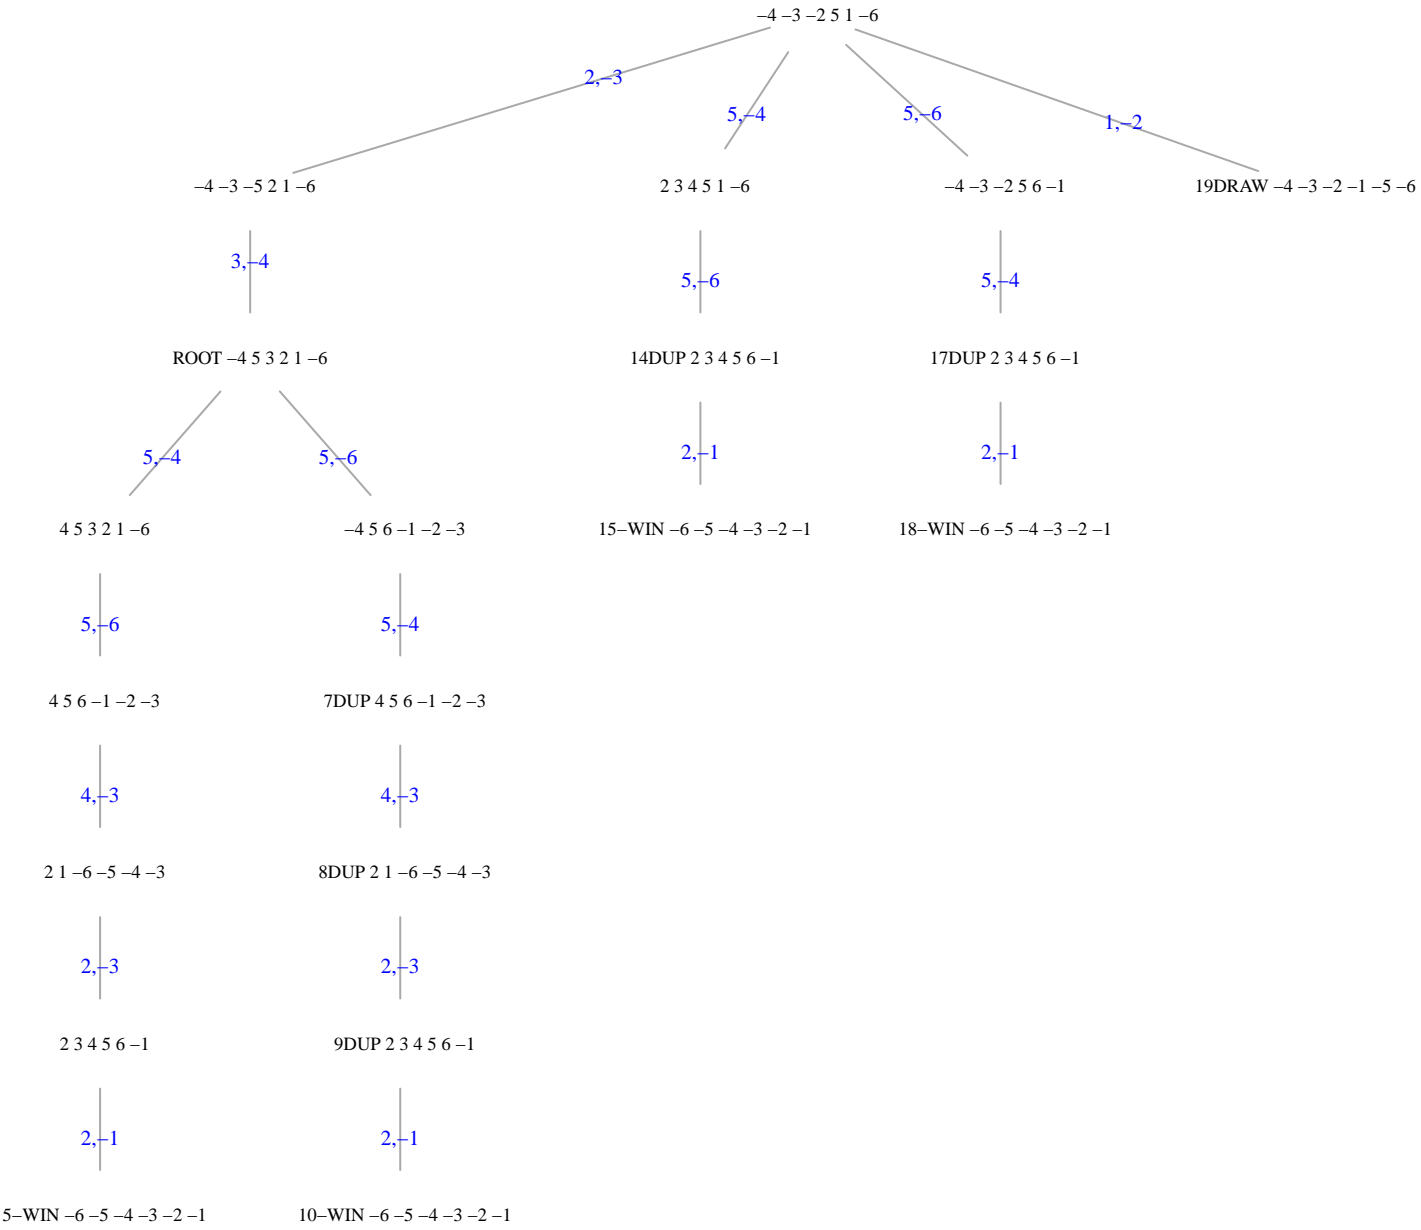 –4 –3 –2 5 1 –6
2,–3
5,–4
5,–6
1,–2
–4 –3 –5 2 1 –6
2 3 4 5 1 –6
–4 –3 –2 5 6 –1
19DRAW –4 –3 –2 –1 –5 –6
3,–4
5,–6
5,–4
ROOT –4 5 3 2 1 –6
14DUP 2 3 4 5 6 –1
17DUP 2 3 4 5 6 –1
5,–4
5,–6
2,–1
2,–1
4 5 3 2 1 –6
–4 5 6 –1 –2 –3
15–WIN –6 –5 –4 –3 –2 –1
18–WIN –6 –5 –4 –3 –2 –1
5,–6
5,–4
4 5 6 –1 –2 –3
7DUP 4 5 6 –1 –2 –3
4,–3
4,–3
2 1 –6 –5 –4 –3
8DUP 2 1 –6 –5 –4 –3
2,–3
2,–3
2 3 4 5 6 –1
9DUP 2 3 4 5 6 –1
2,–1
2,–1
5–WIN –6 –5 –4 –3 –2 –1
10–WIN –6 –5 –4 –3 –2 –1